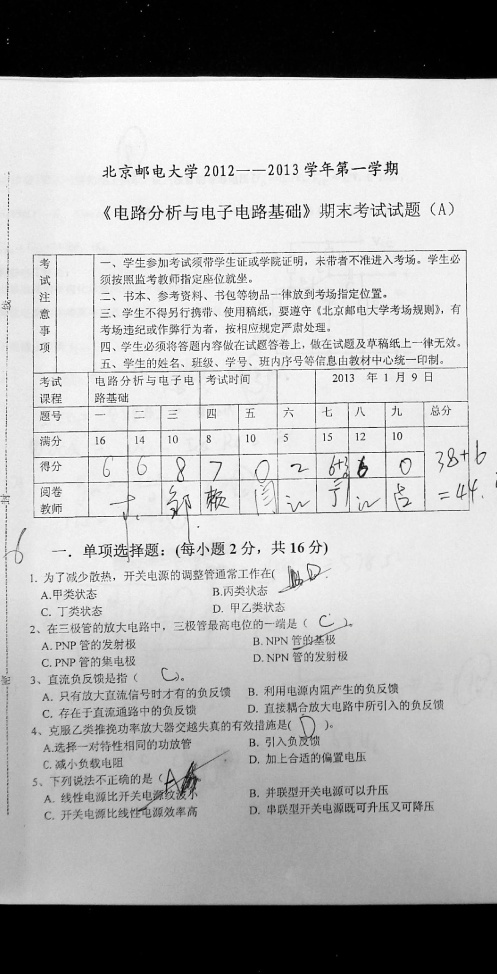 北京邮电大学 2012——2013 学年第一学期
《电路分析与电子电路基础》期末考试试题（A）
考试注意事项
一、学生参加考试须带学生证或学院证明，未带者不准进入考场。学生必
须按照监考教师指定座位就坐。
二、书本、参考资料、书包等物品一律放到考场指定位置。
三、学生不得另行携带、使用稿纸，要遵守《北京邮电大学考场规则》，有
考场违纪或作弊行为者，按相应规定严肃处理。
四、学生必须将答题内容做在试题答卷上，做在试题及草稿纸上一律无效。
五、学生的姓名、班级、学号、班内序号等信息由教材中心统一印制。
考试课程 电路分析与电子电路基础 考试时间 2013 年 1 月 9 日
题号 一 二 三 四 五 六 七 八 九 总分
满分 16 14 10 8 10 5 15 12 10
得分 6 6 8 7 0 2 6+3 6 0 38+6
阅卷教师 =44.
6
一．单项选择题：(每小题 2 分，共 16 分)
1. 为了减少散热，开关电源的调整管通常工作在( D
A.甲类状态 B.丙类状态
C. 丁类状态 D. 甲乙类状态
2、在三极管的放大电路中，三极管最高电位的一端是（ C ）。
A. PNP 管的发射极 B. NPN 管的基极
C. PNP 管的集电极 D. NPN 管的发射极
3、直流负反馈是指（ C ）。
A. 只有放大直流信号时才有的负反馈 B. 利用电源内阻产生的负反馈
C. 存在于直流通路中的负反馈 D. 直接耦合放大电路中所引入的负反馈
4、克服乙类推挽功率放大器交越失真的有效措施是( D )。
A.选择一对特性相同的功放管 B. 引入负反馈
C. 减小负载电阻 D. 加上合适的偏置电压
5、下列说法不正确的是（ A
A. 线性电源比开关电源纹波小 B. 并联型开关电源可以升压
C. 开关电源比线性电源效率高 D. 串联型开关电源既可升压又可降压